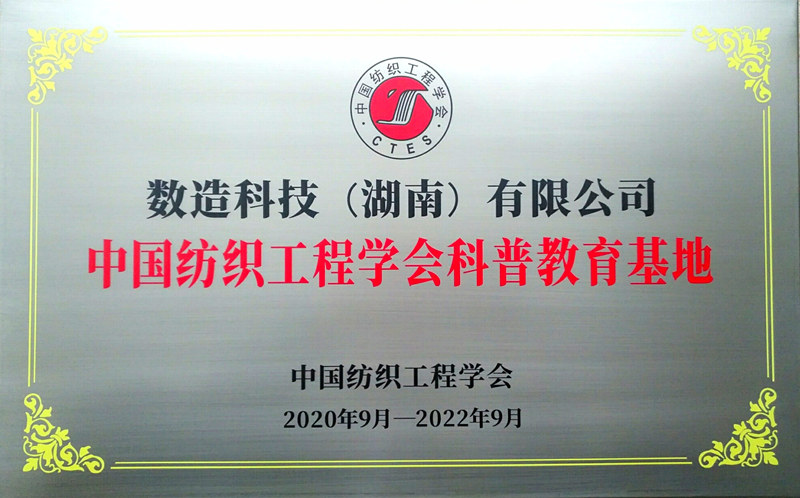 中国纺织工程学会
CTES
数造科技（湖南）有限公司
中国纺织工程学会科普教育基地
中国纺织工程学会
2020年9月—2022年9月